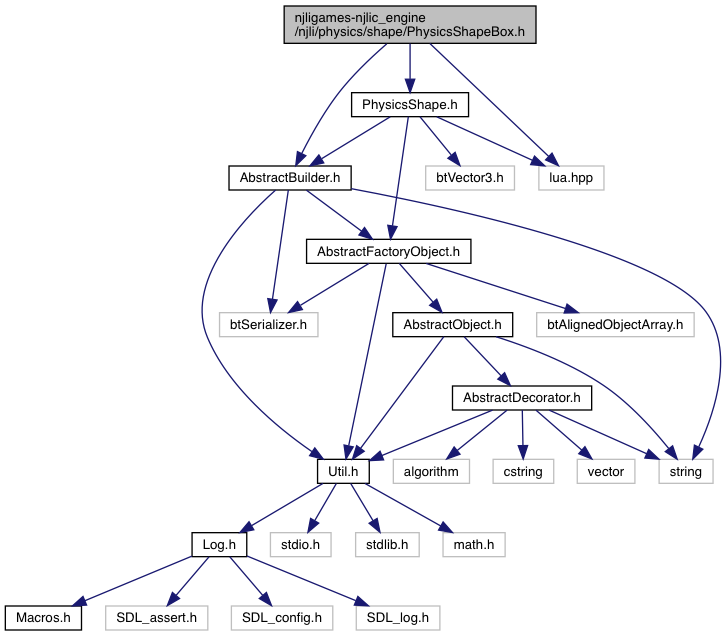 njligames-njlic_engine
/njli/physics/shape/PhysicsShapeBox.h
PhysicsShape.h
AbstractBuilder.h
btVector3.h
lua.hpp
AbstractFactoryObject.h
btSerializer.h
AbstractObject.h
btAlignedObjectArray.h
AbstractDecorator.h
Util.h
algorithm
cstring
vector
string
Log.h
stdio.h
stdlib.h
math.h
Macros.h
SDL_assert.h
SDL_config.h
SDL_log.h